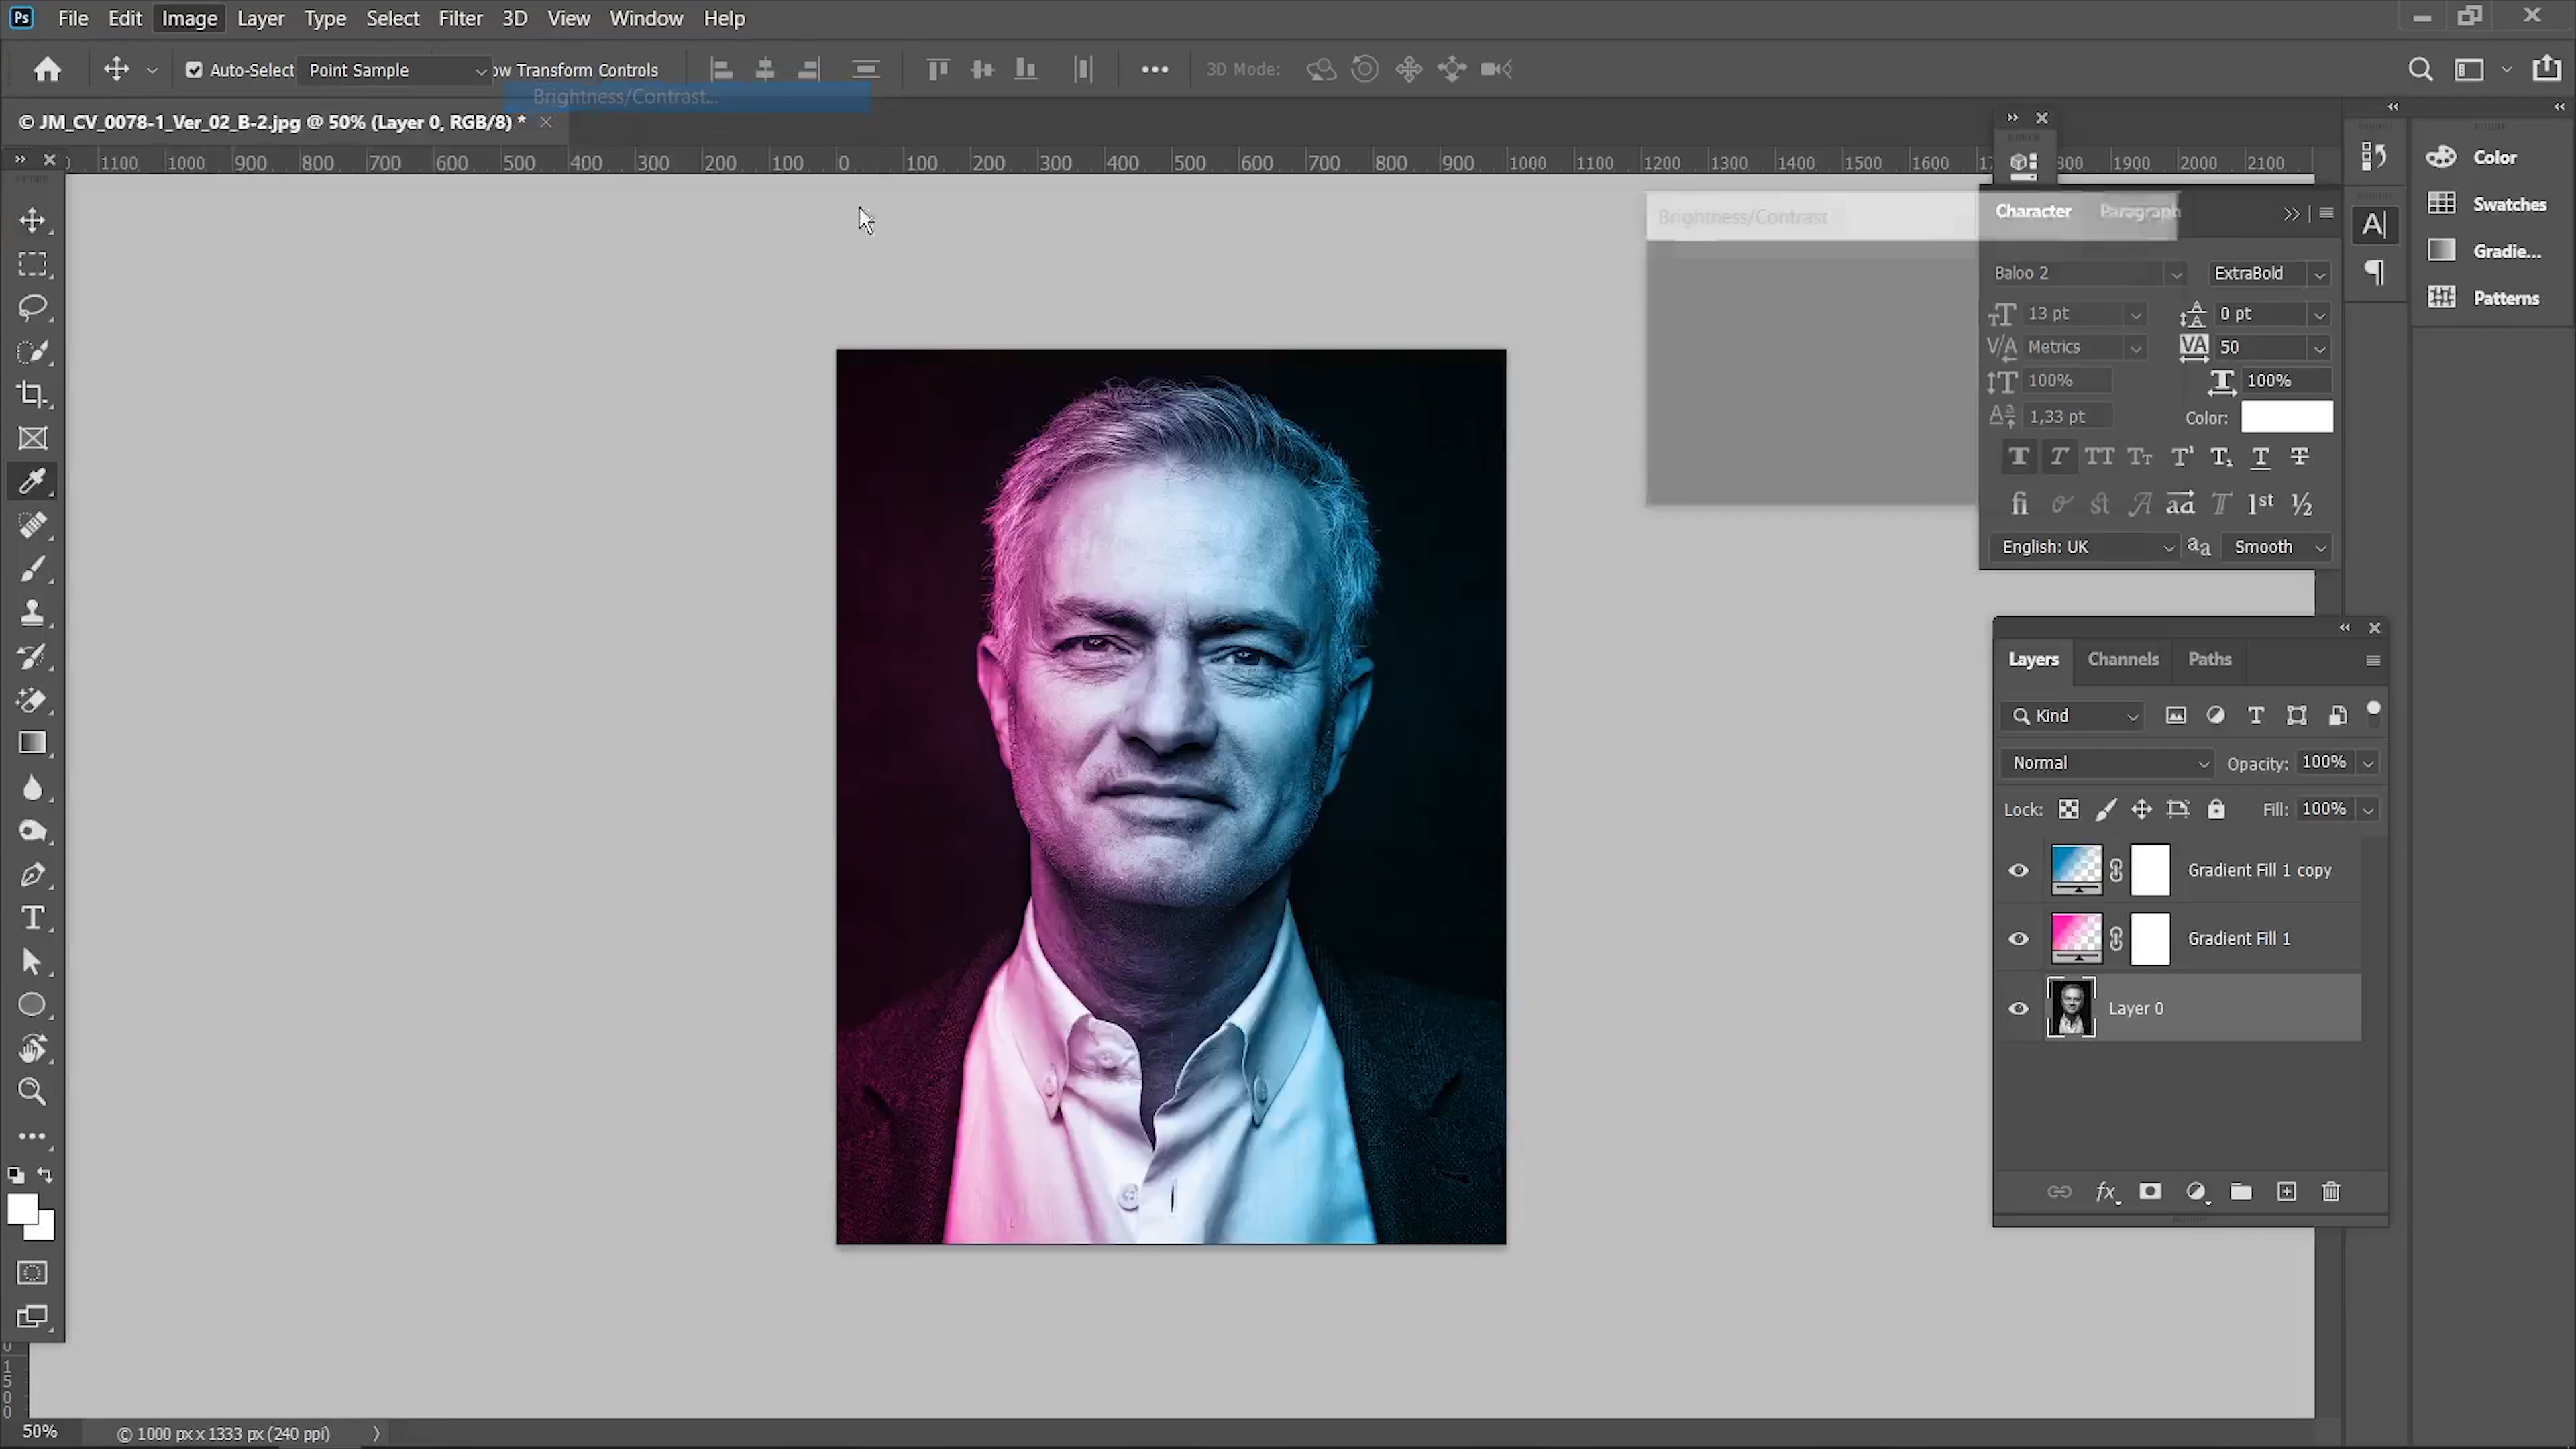 Ps File Edit Image Layer Type Select Filter 3D View Window Help
Auto-Select Point Sample ow Transform Controls 3D Mode:
Brightness/Contrast...
© JM_CV_0078-1_Ver_02_B-2.jpg @ 50% (Layer 0, RGB/8) *
1100 1000 900 800 700 600 500 400 300 200 100 0 100 200 300 400 500 600 700 800 900 1000 1100 1200 1300 1400 1500 1600 1900 2000 2100
Brightness/Contrast
Character Paragraph
Baloo 2 ExtraBold
13 pt 0 pt
Metrics 50
100% 100%
1,33 pt Color:
English: UK Smooth
Color
Swatches
Gradie...
Patterns
Layers Channels Paths
Kind
Normal Opacity: 100%
Lock: Fill: 100%
Gradient Fill 1 copy
Gradient Fill 1
Layer 0
50% © 1000 px x 1333 px (240 ppi)